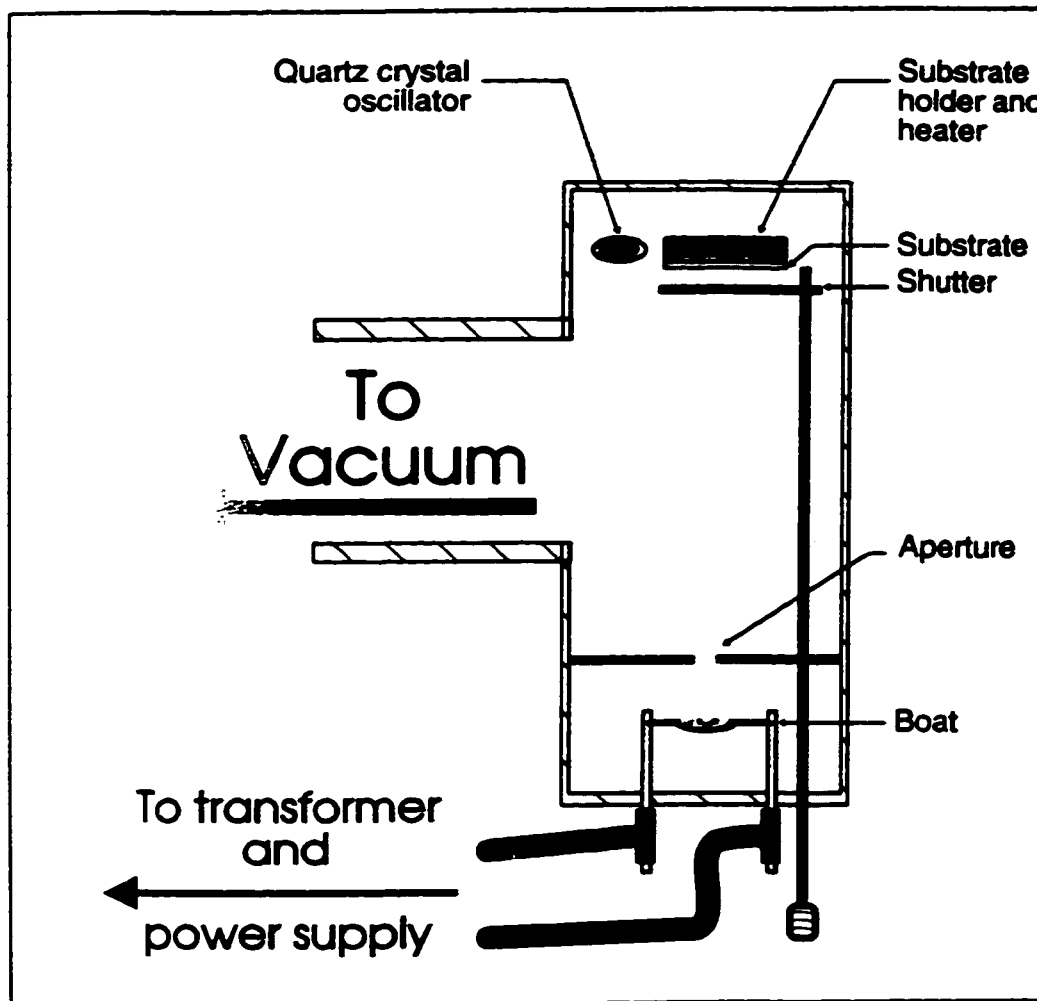 Quartz crystal
oscillator
Substrate
holder and
heater
Substrate
Shutter
To
Vacuum
Aperture
Boat
To transformer
and
power supply